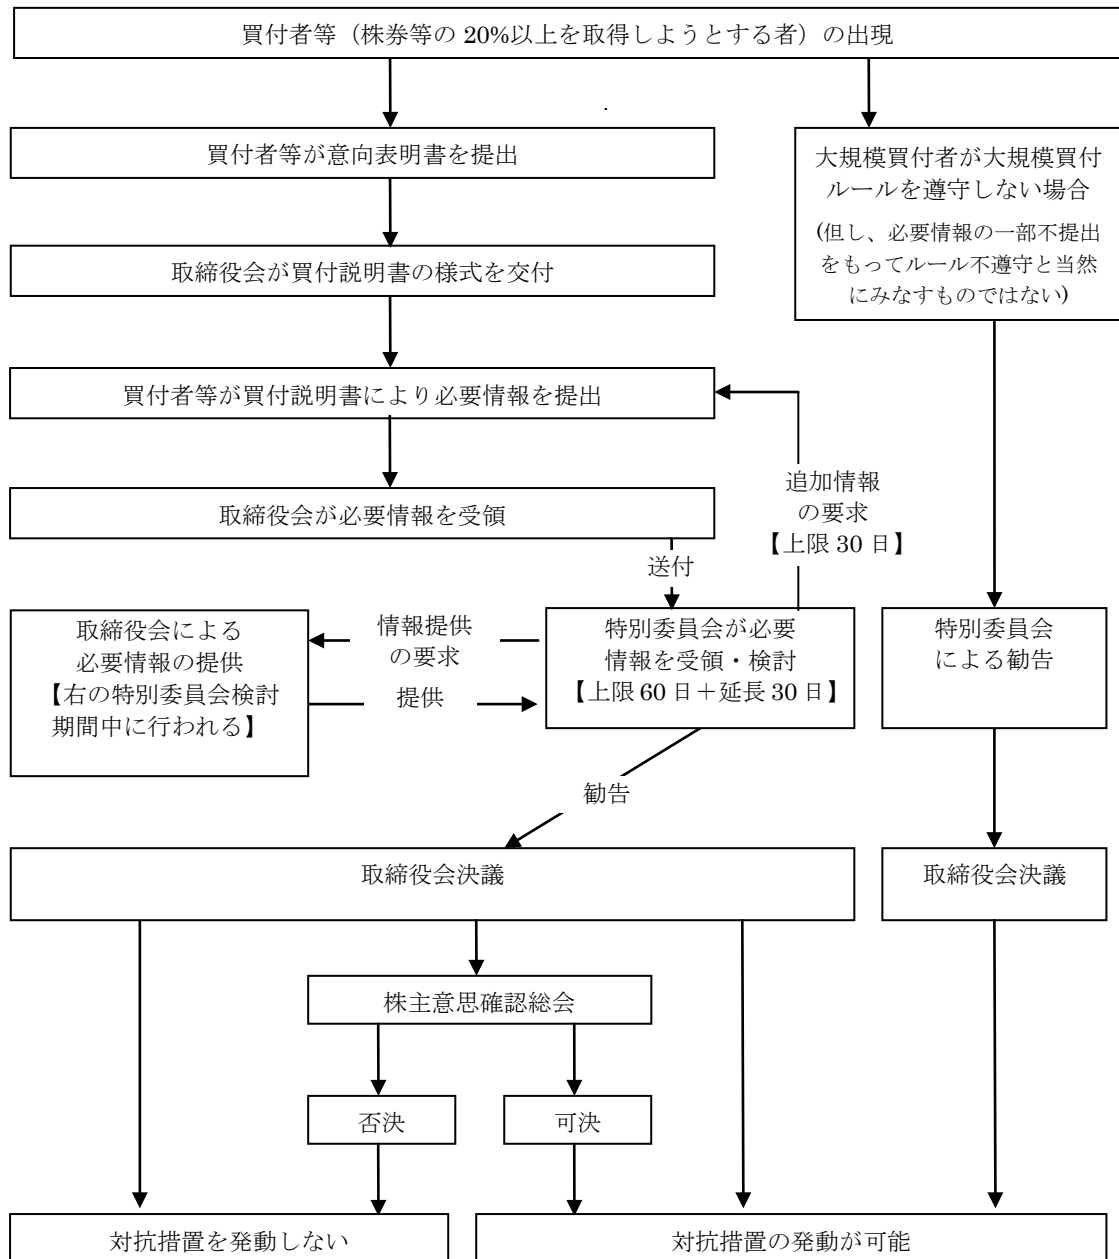 買付者等（株券等の 20%以上を取得しようとする者）の出現
買付者等が意向表明書を提出
大規模買付者が大規模買付
ルールを遵守しない場合
(但し、必要情報の一部不提出
をもってルール不遵守と当然
にみなすものではない)
取締役会が買付説明書の様式を交付
買付者等が買付説明書により必要情報を提出
追加情報
の要求
【上限 30 日】
取締役会が必要情報を受領
送付
取締役会による
必要情報の提供
【右の特別委員会検討
期間中に行われる】
情報提供
の要求
提供
特別委員会が必要
情報を受領・検討
【上限 60 日＋延長 30 日】
特別委員会
による勧告
勧告
取締役会決議
取締役会決議
株主意思確認総会
否決
可決
対抗措置を発動しない
対抗措置の発動が可能